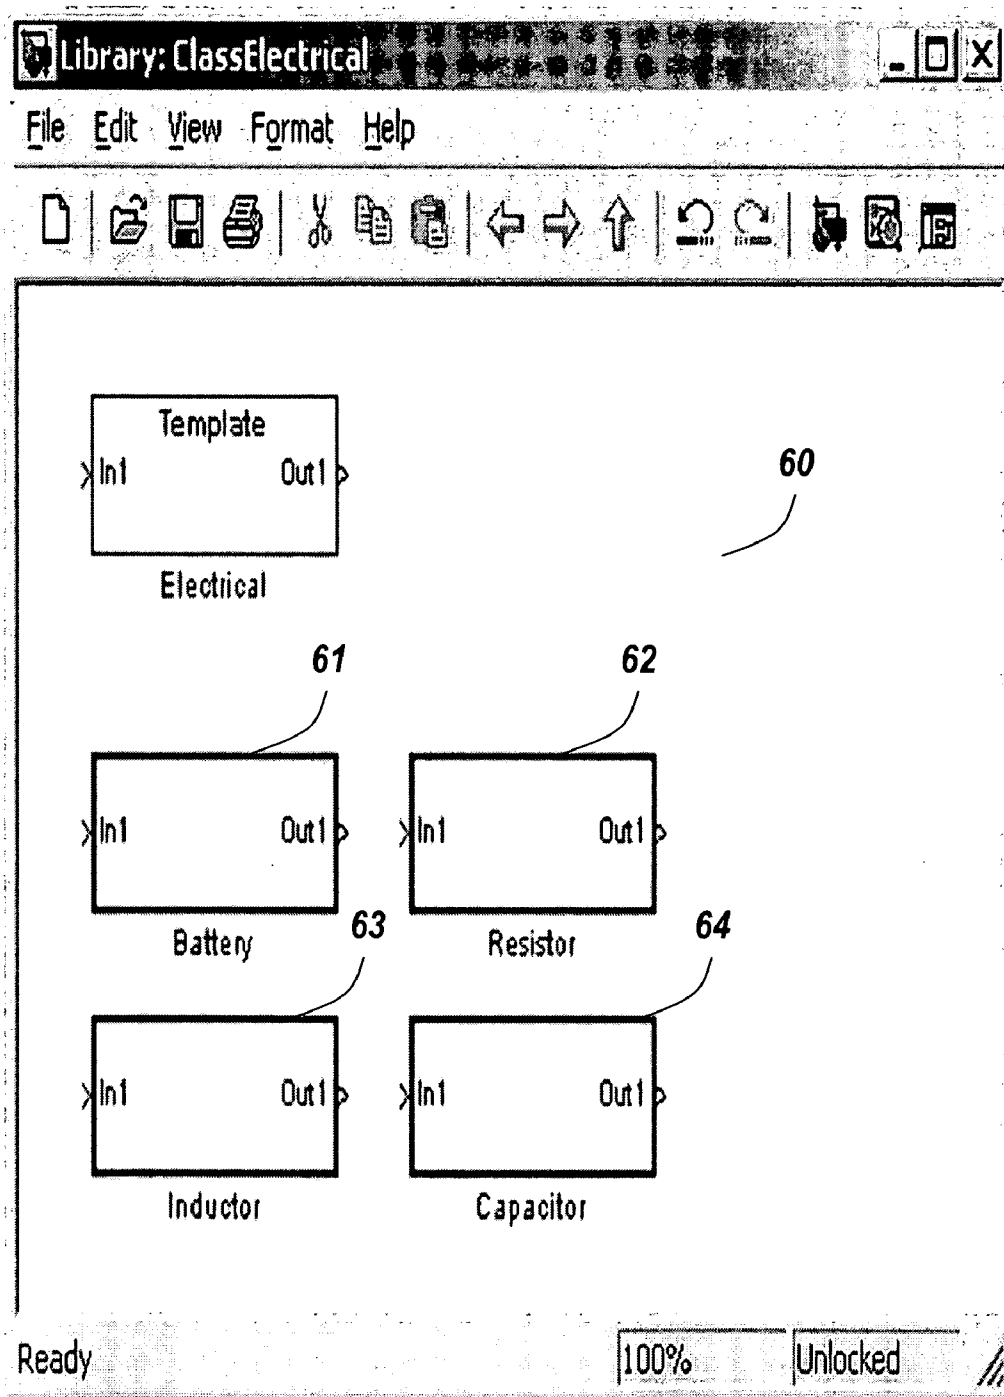 Library: ClassElectrical
File Edit View Format Help
Template
In1 Out1
Electrical
60
61
62
In1 Out1
In1 Out1
Battery
63
Resistor
64
In1 Out1
In1 Out1
Inductor
Capacitor
Ready
100%
Unlocked